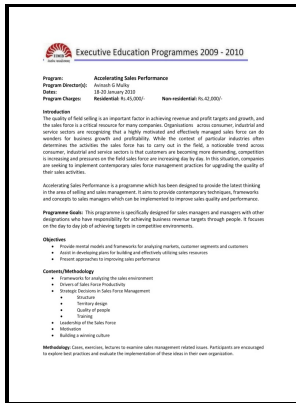 Executive Education Programmes 2009 - 2010
Program: Accelerating Sales Performance
Program Director(s): Avinash G Mulky
Dates: 18-20 January 2010
Program Charges: Residential: Rs.45,000/- Non-residential: Rs.42,000/-
Introduction
The quality of field selling is an important factor in achieving revenue and profit targets and growth, and
the sales force is a critical resource for many companies. Organisations across consumer, industrial and
service sectors are recognising that a highly motivated and effectively managed sales force can do
wonders for business growth and profitability. While the context of particular industries often
determines the activities the sales force has to carry out in the field, a noticeable trend across
consumer, industrial and service sectors is that customers are becoming more demanding, competition
is increasing and pressures on the field sales force are increasing day by day. In this situation, companies
are seeking to implement contemporary sales force management practices for upgrading the quality of
their sales activities.
Accelerating Sales Performance is a programme which has been designed to provide the latest thinking
in the area of selling and sales management. It aims to provide contemporary techniques, frameworks
and concepts to sales managers which can be implemented to improve sales quality and performance.
Programme Goals: This programme is specifically designed for sales managers and managers with other
designations who have responsibility for achieving business revenue targets through people. It focuses
on the day to day job of achieving targets in competitive environments.
Objectives
• Provide mental models and frameworks for analysing markets, customer segments and customers
• Assist in developing plans for building and effectively utilising sales resources
• Present approaches to improving sales performance
Contents/Methodology
• Frameworks for analysing the sales environment
• Drivers of Sales Force Productivity
• Strategic Decisions in Sales Force Management
• Structure
• Territory design
• Quality of people
• Training
• Leadership of the Sales Force
• Motivation
• Building a winning culture
Methodology: Cases, exercises, lectures to examine sales management related issues. Participants are encouraged
to explore best practices and evaluate the implementation of these ideas in their own organization.